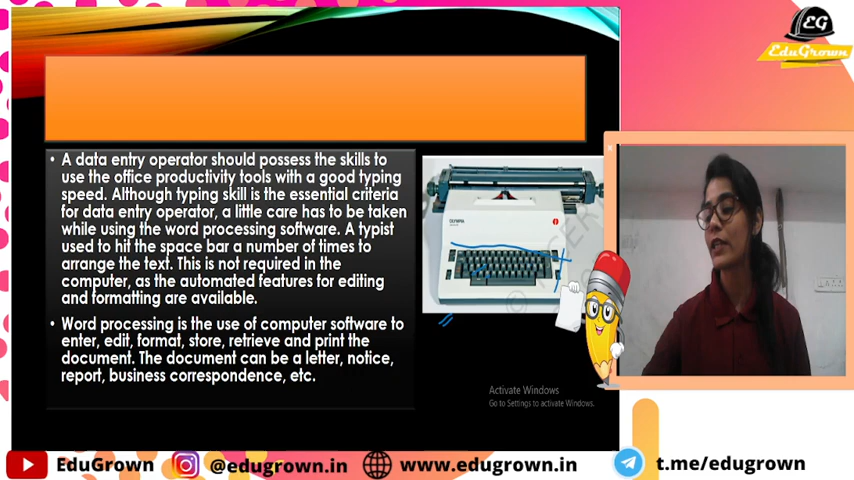 EG
EduGrown
• A data entry operator should possess the skills to
use the office productivity tools with a good typing
speed. Although typing skill is the essential criteria
for data entry operator, a little care has to be taken
while using the word processing software. A typist
used to hit the space bar a number of times to
arrange the text. This is not required in the
computer, as the automated features for editing
and formatting are available.
• Word processing is the use of computer software to
enter, edit, format, store, retrieve and print the
document. The document can be a letter, notice,
report, business correspondence, etc.
OLYMPIA
x
Activate Windows
Go to Settings to activate Windows.
EduGrown
@edugrown.in
www.edugrown.in
t.me/edugrown